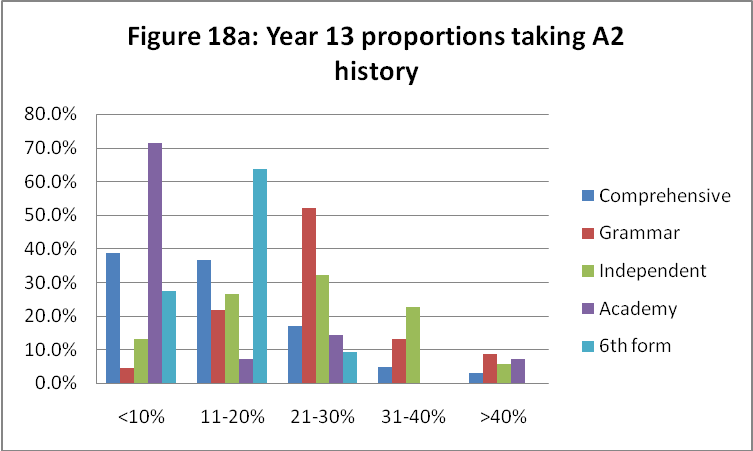 Figure 18a: Year 13 proportions taking A2
history
80.0%
70.0%
60.0%
50.0%
40.0%
30.0%
20.0%
10.0%
0.0%
<10%
11-20%
21-30%
31-40%
>40%
Comprehensive
Grammar
Independent
Academy
6th form